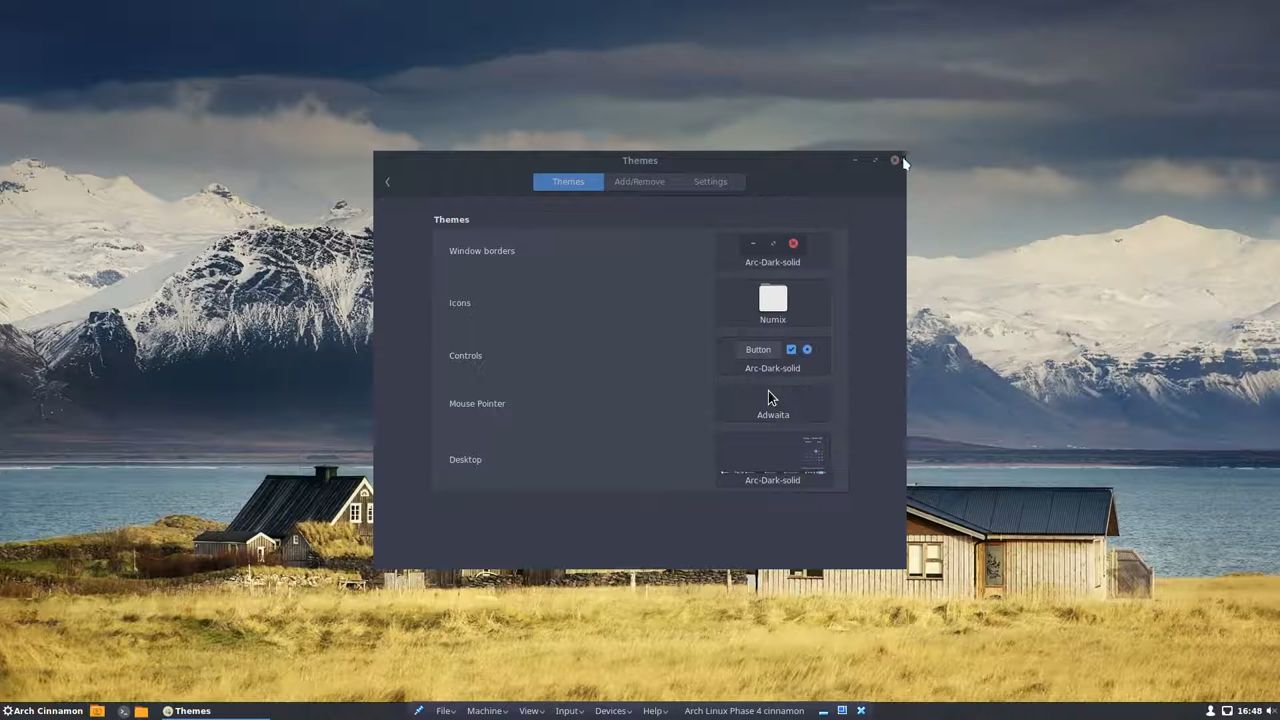 Themes
Themes Add/Remove Settings
Themes
Window borders
Arc-Dark-solid
Icons
Numix
Controls
Button
Arc-Dark-solid
Mouse Pointer
Adwaita
Desktop
Arc-Dark-solid
Arch Cinnamon Themes File Machine View Input Devices Help Arch Linux Phase 4 cinnamon 16:48